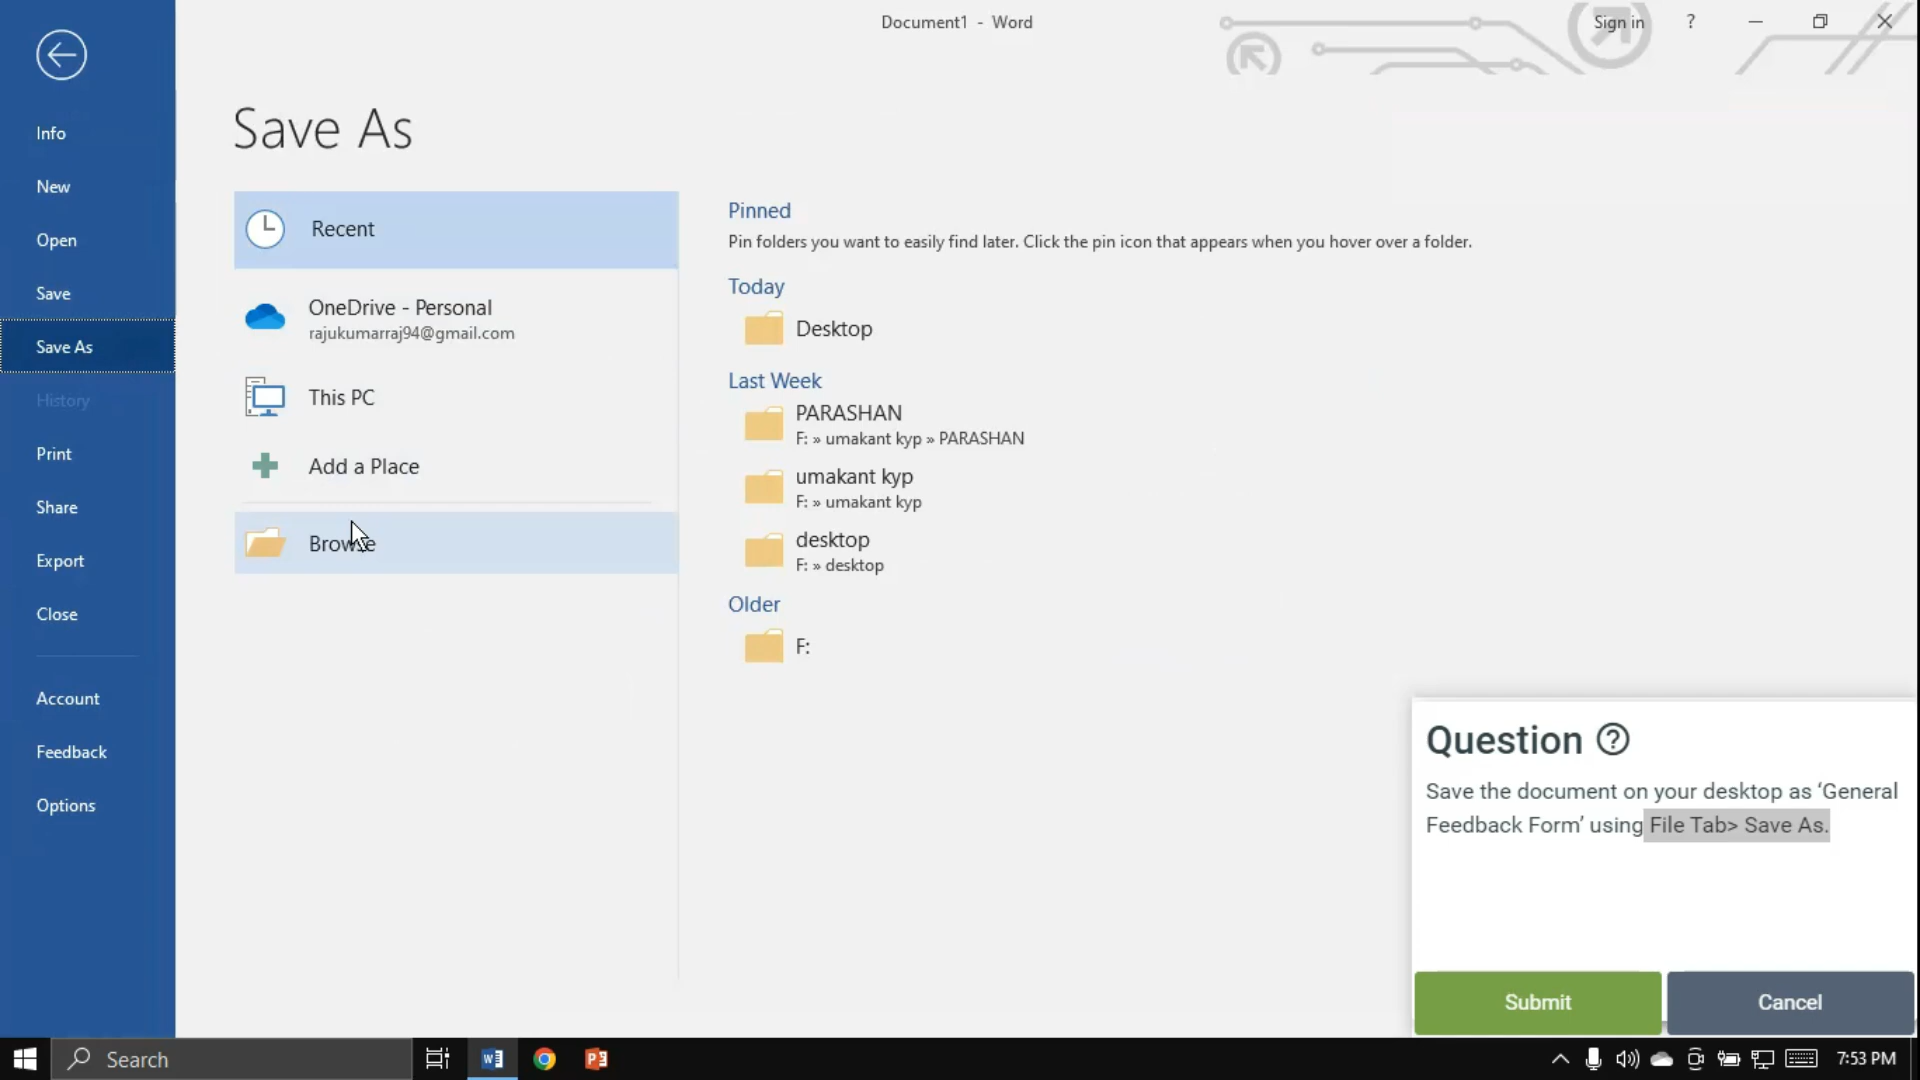 Document1 - Word
Sign in
?
Info
New
Open
Save
Save As
History
Print
Share
Export
Close
Account
Feedback
Options
Save As
Recent
OneDrive - Personal
rajukumarraj94@gmail.com
This PC
Add a Place
Browse
Pinned
Pin folders you want to easily find later. Click the pin icon that appears when you hover over a folder.
Today
Desktop
Last Week
PARASHAN
F: » umakant kyp » PARASHAN
umakant kyp
F: » umakant kyp
desktop
F: » desktop
Older
F:
Question ?
Save the document on your desktop as ‘General
Feedback Form’ using File Tab> Save As.
Submit
Cancel
Search
7:53 PM